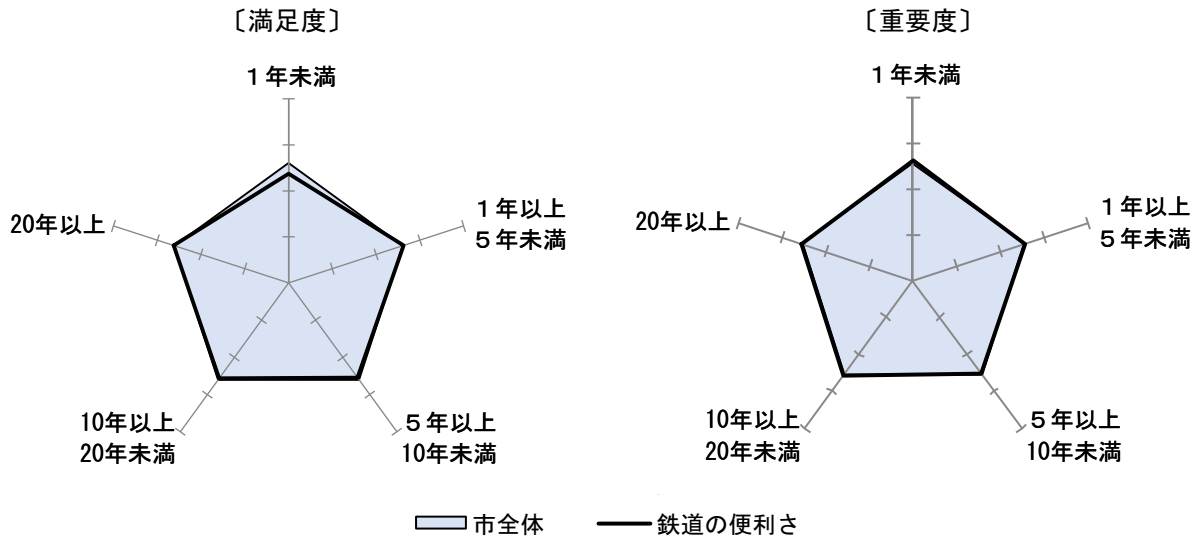 〔満足度〕
１年未満
１年以上
５年未満
５年以上
10年未満
10年以上
20年未満
20年以上
〔重要度〕
１年未満
１年以上
５年未満
５年以上
10年未満
10年以上
20年未満
20年以上
市全体
鉄道の便利さ